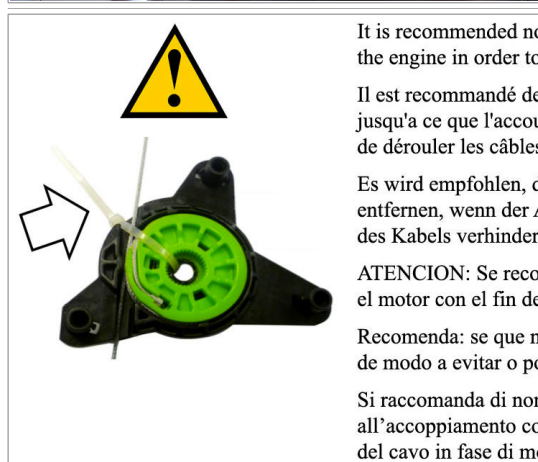 It is recommended
the engine in order to
Il est recommandé de
jusqu'a ce que l'accou
de dérouler les câbles
Es wird empfohlen, d
entfernen, wenn der A
des Kabels verhinder
ATENCION: Se reco
el motor con el fin de
Recomenda: se que n
de modo a evitar o po
Si raccomanda di non
all’accoppiamento co
del cavo in fase di mo